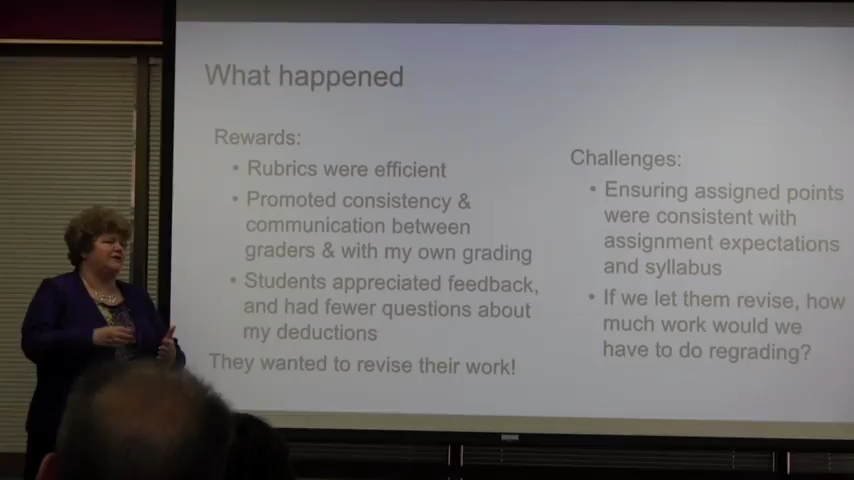 What happened
Rewards:
• Rubrics were efficient
• Promoted consistency &
communication between
graders & with my own grading
• Students appreciated feedback,
and had fewer questions about
my deductions
They wanted to revise their work!
Challenges:
• Ensuring assigned points
were consistent with
assignment expectations
and syllabus
• If we let them revise, how
much work would we
have to do regrading?